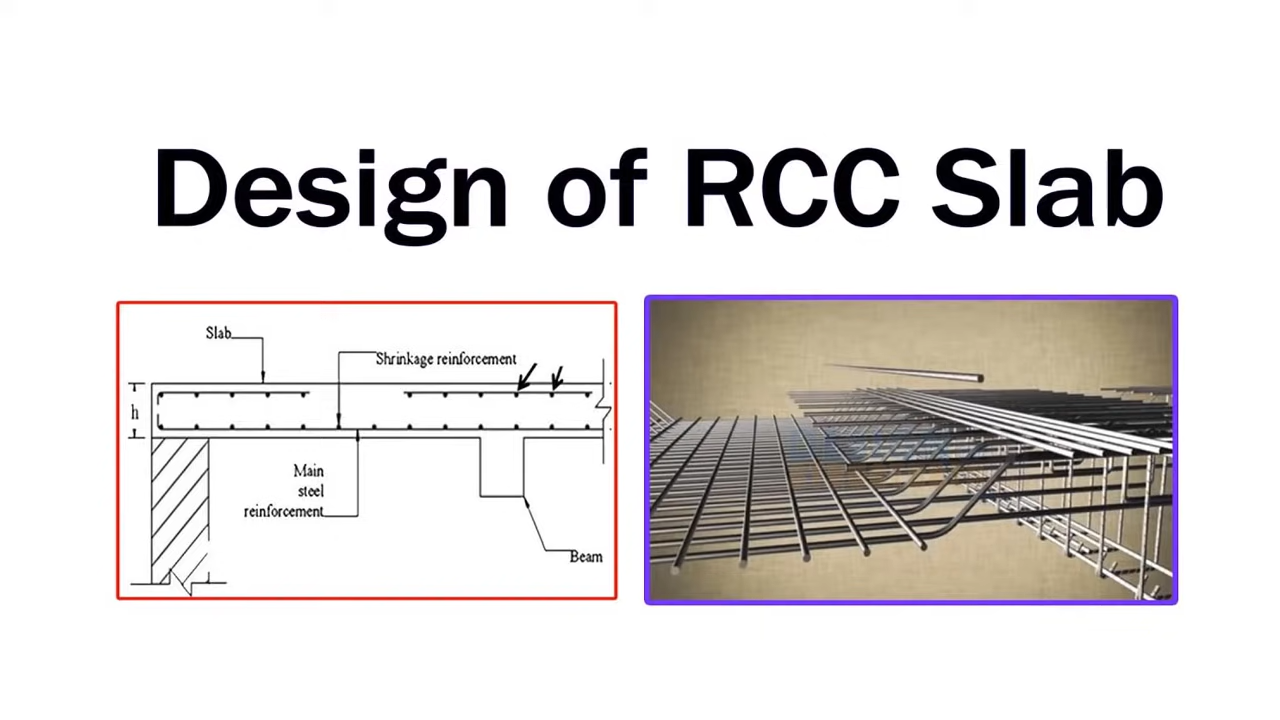 Design of RCC Slab
Slab
Shrinkage reinforcement
h
Main
steel
reinforcement
Beam